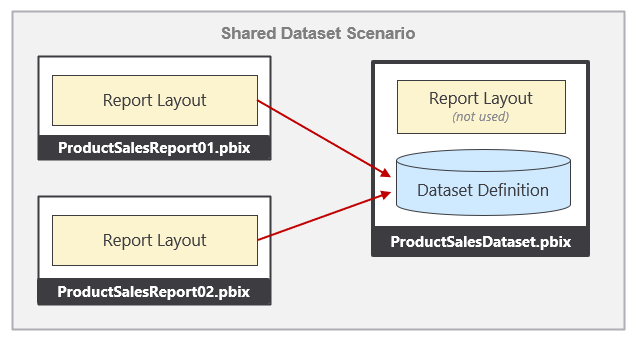 Shared Dataset Scenario
Report Layout
ProductSalesReport01.pbix
Report Layout
ProductSalesReport02.pbix
Report Layout
(not used)
Dataset Definition
ProductSalesDataset.pbix